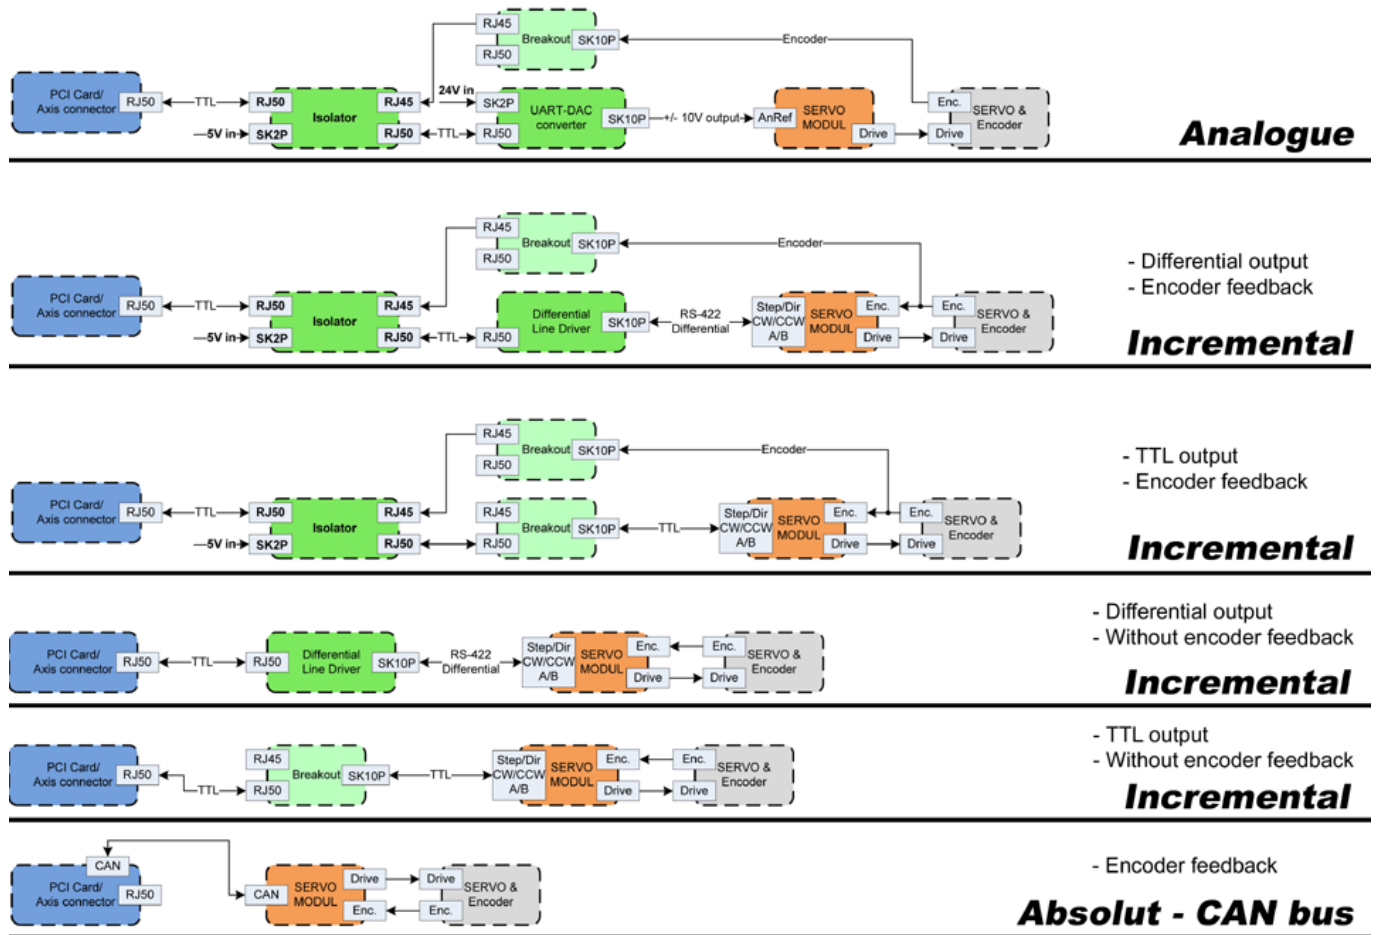 RJ45
Breakout
SK10P
Encoder
RJ50
PCI Card/
Axis connector
RJ50
TTL
RJ50
Isolator
RJ45
24V in
SK2P
UART-DAC
converter
SK10P
+/- 10V output
AnRef
SERVO
MODUL
Drive
Enc.
SERVO &
Encoder
Drive
5V in
SK2P
RJ50
TTL
RJ50
Analogue
RJ45
Breakout
SK10P
Encoder
RJ50
PCI Card/
Axis connector
RJ50
TTL
RJ50
Isolator
RJ45
Differential
Line Driver
SK10P
RS-422
Differential
Step/Dir
CW/CCW
A/B
SERVO
MODUL
Enc.
Drive
Enc.
Drive
SERVO &
Encoder
5V in
SK2P
RJ50
TTL
RJ50
- Differential output
- Encoder feedback
Incremental
RJ45
Breakout
SK10P
Encoder
RJ50
PCI Card/
Axis connector
RJ50
TTL
RJ50
Isolator
RJ45
RJ45
Breakout
SK10P
TTL
Step/Dir
CW/CCW
A/B
SERVO
MODUL
Enc.
Drive
Enc.
Drive
SERVO &
Encoder
5V in
SK2P
RJ50
RJ50
- TTL output
- Encoder feedback
Incremental
PCI Card/
Axis connector
RJ50
TTL
RJ50
Differential
Line Driver
SK10P
RS-422
Differential
Step/Dir
CW/CCW
A/B
SERVO
MODUL
Enc.
Drive
Enc.
Drive
SERVO &
Encoder
- Differential output
- Without encoder feedback
Incremental
PCI Card/
Axis connector
RJ50
TTL
RJ45
RJ50
Breakout
SK10P
TTL
Step/Dir
CW/CCW
A/B
SERVO
MODUL
Enc.
Drive
Enc.
Drive
SERVO &
Encoder
- TTL output
- Without encoder feedback
Incremental
CAN
PCI Card/
Axis connector
RJ50
CAN
SERVO
MODUL
Drive
Enc.
Drive
Enc.
SERVO &
Encoder
- Encoder feedback
Absolut - CAN bus